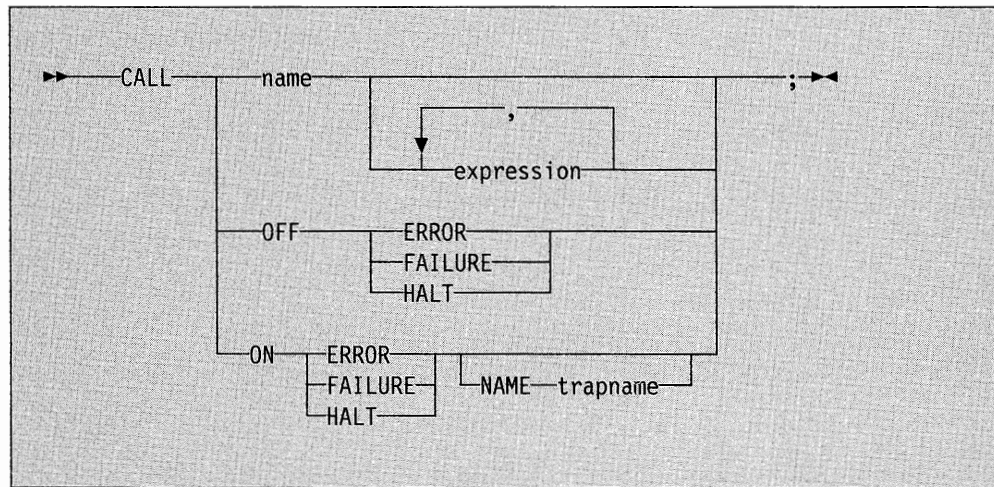 CALL name ;
,
expression
OFF ERROR
FAILURE
HALT
ON ERROR
FAILURE NAME trapname
HALT